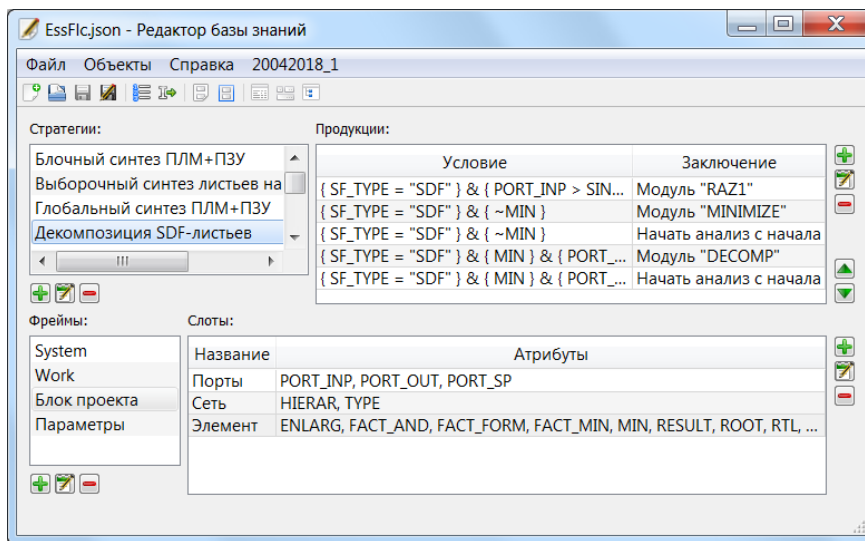 EssFlc.json - Редактор базы знаний
Файл Объекты Справка 20042018_1
Стратегии:
Блочный синтез ПЛМ+ПЗУ
Выборочный синтез листьев на
Глобальный синтез ПЛМ+ПЗУ
Декомпозиция SDF-листьев
Продукции:
Условие Заключение
{ SF_TYPE = "SDF" } & { PORT_INP > SIN... Модуль "RAZ1"
{ SF_TYPE = "SDF" } & { ~MIN } Модуль "MINIMIZE"
{ SF_TYPE = "SDF" } & { ~MIN } Начать анализ с начала
{ SF_TYPE = "SDF" } & { MIN } & { PORT_... Модуль "DECOMP"
{ SF_TYPE = "SDF" } & { MIN } & { PORT_... Начать анализ с начала
Фреймы:
System
Work
Блок проекта
Параметры
Слоты:
Название Атрибуты
Порты PORT_INP, PORT_OUT, PORT_SP
Сеть HIERAR, TYPE
Элемент ENLARG, FACT_AND, FACT_FORM, FACT_MIN, MIN, RESULT, ROOT, RTL, ...